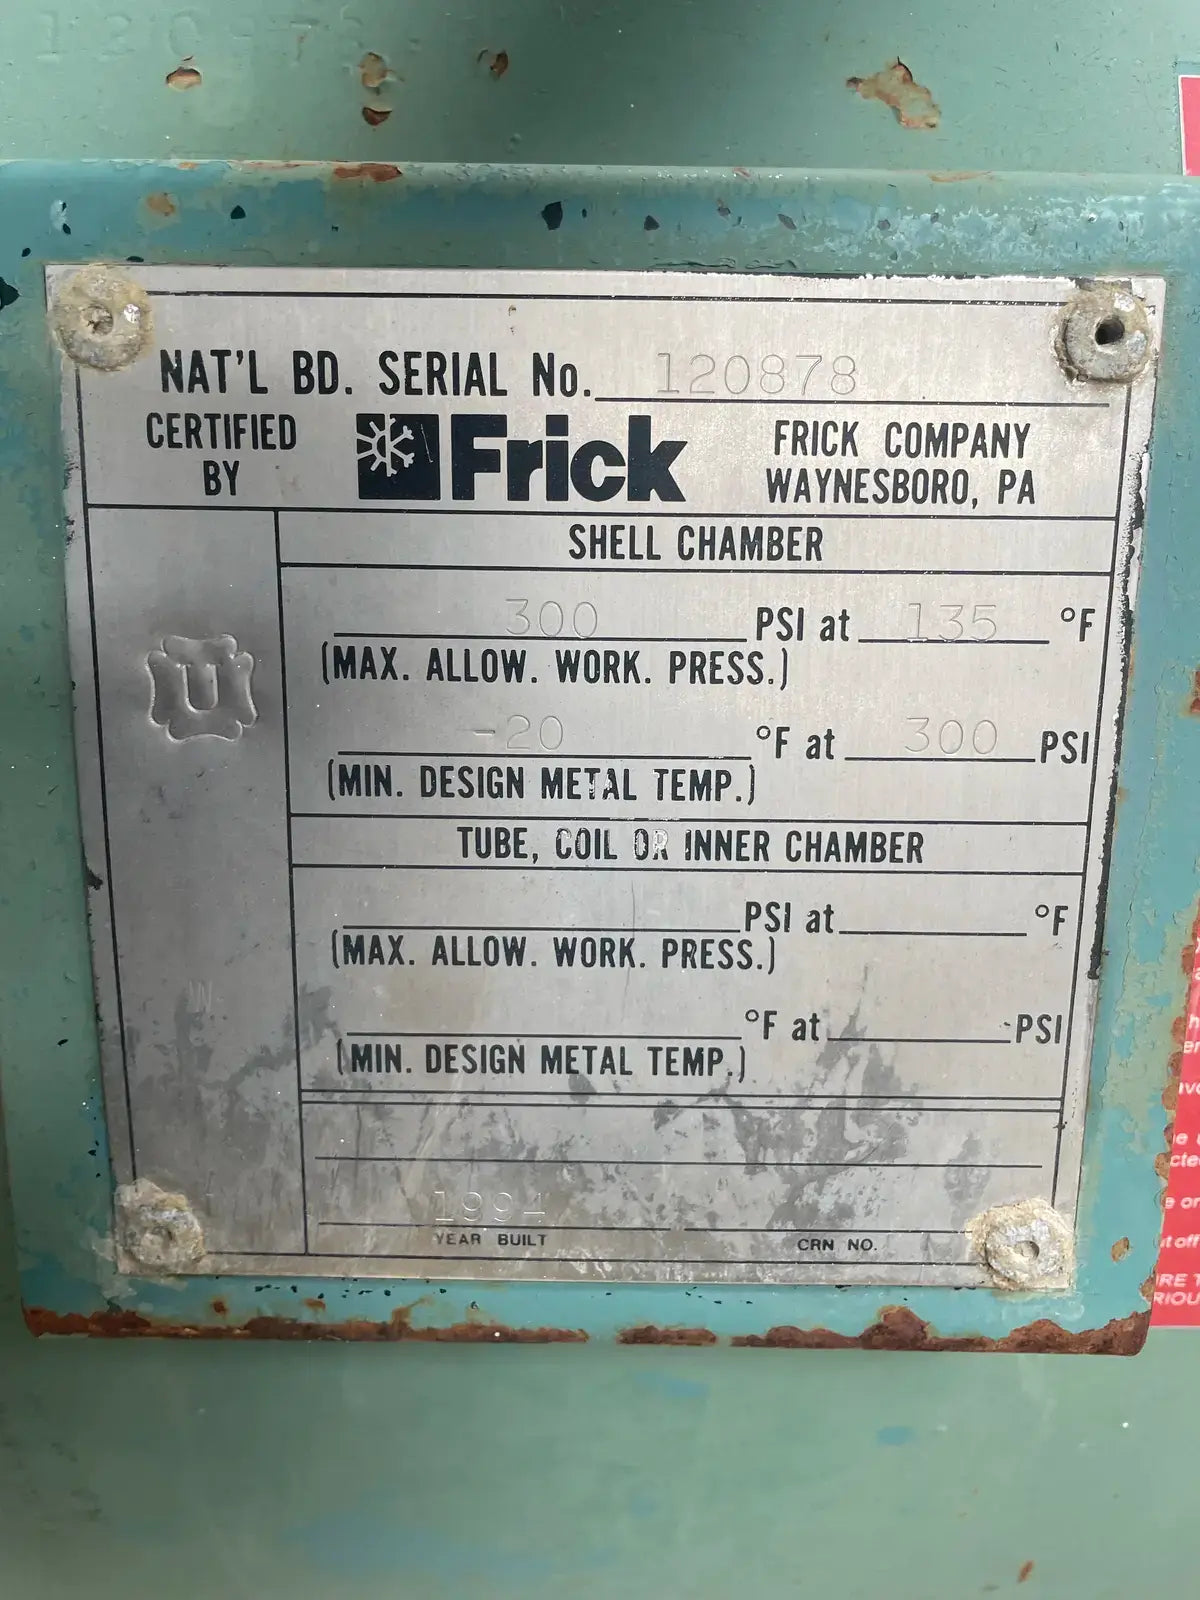 NAT'L BD. SERIAL No. 120878
CERTIFIED BY
Frick
FRICK COMPANY
WAYNESBORO, PA
SHELL CHAMBER
U
300 PSI at 135 °F
(MAX. ALLOW. WORK. PRESS.)
-20 °F at 300 PSI
(MIN. DESIGN METAL TEMP.)
TUBE, COIL OR INNER CHAMBER
PSI at °F
(MAX. ALLOW. WORK. PRESS.)
W
°F at PSI
(MIN. DESIGN METAL TEMP.)
1994
YEAR BUILT
CRN NO.